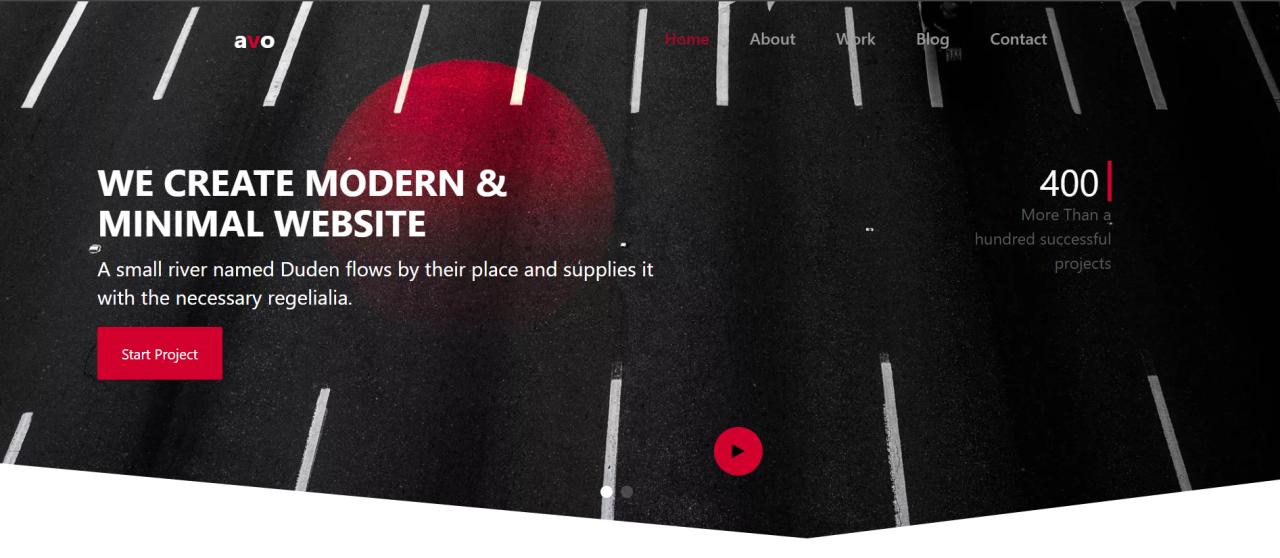 avo
Home About Work Blog Contact
WE CREATE MODERN &
MINIMAL WEBSITE
A small river named Duden flows by their place and supplies it
with the necessary regelialia.
Start Project
400
More Than a
hundred successful
projects